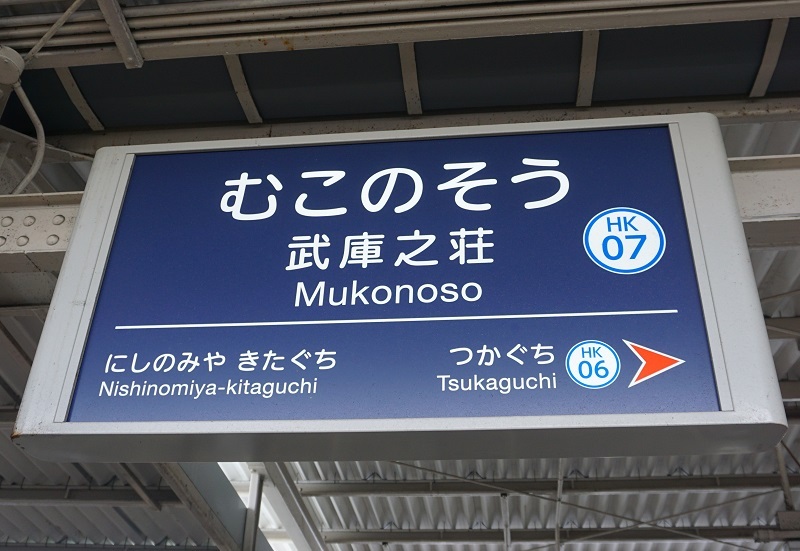 むこのそう
武庫之荘
HK
07
Mukonoso
にしのみや きたぐち
Nishinomiya-kitaguchi
つかぐち
Tsukaguchi
HK
06